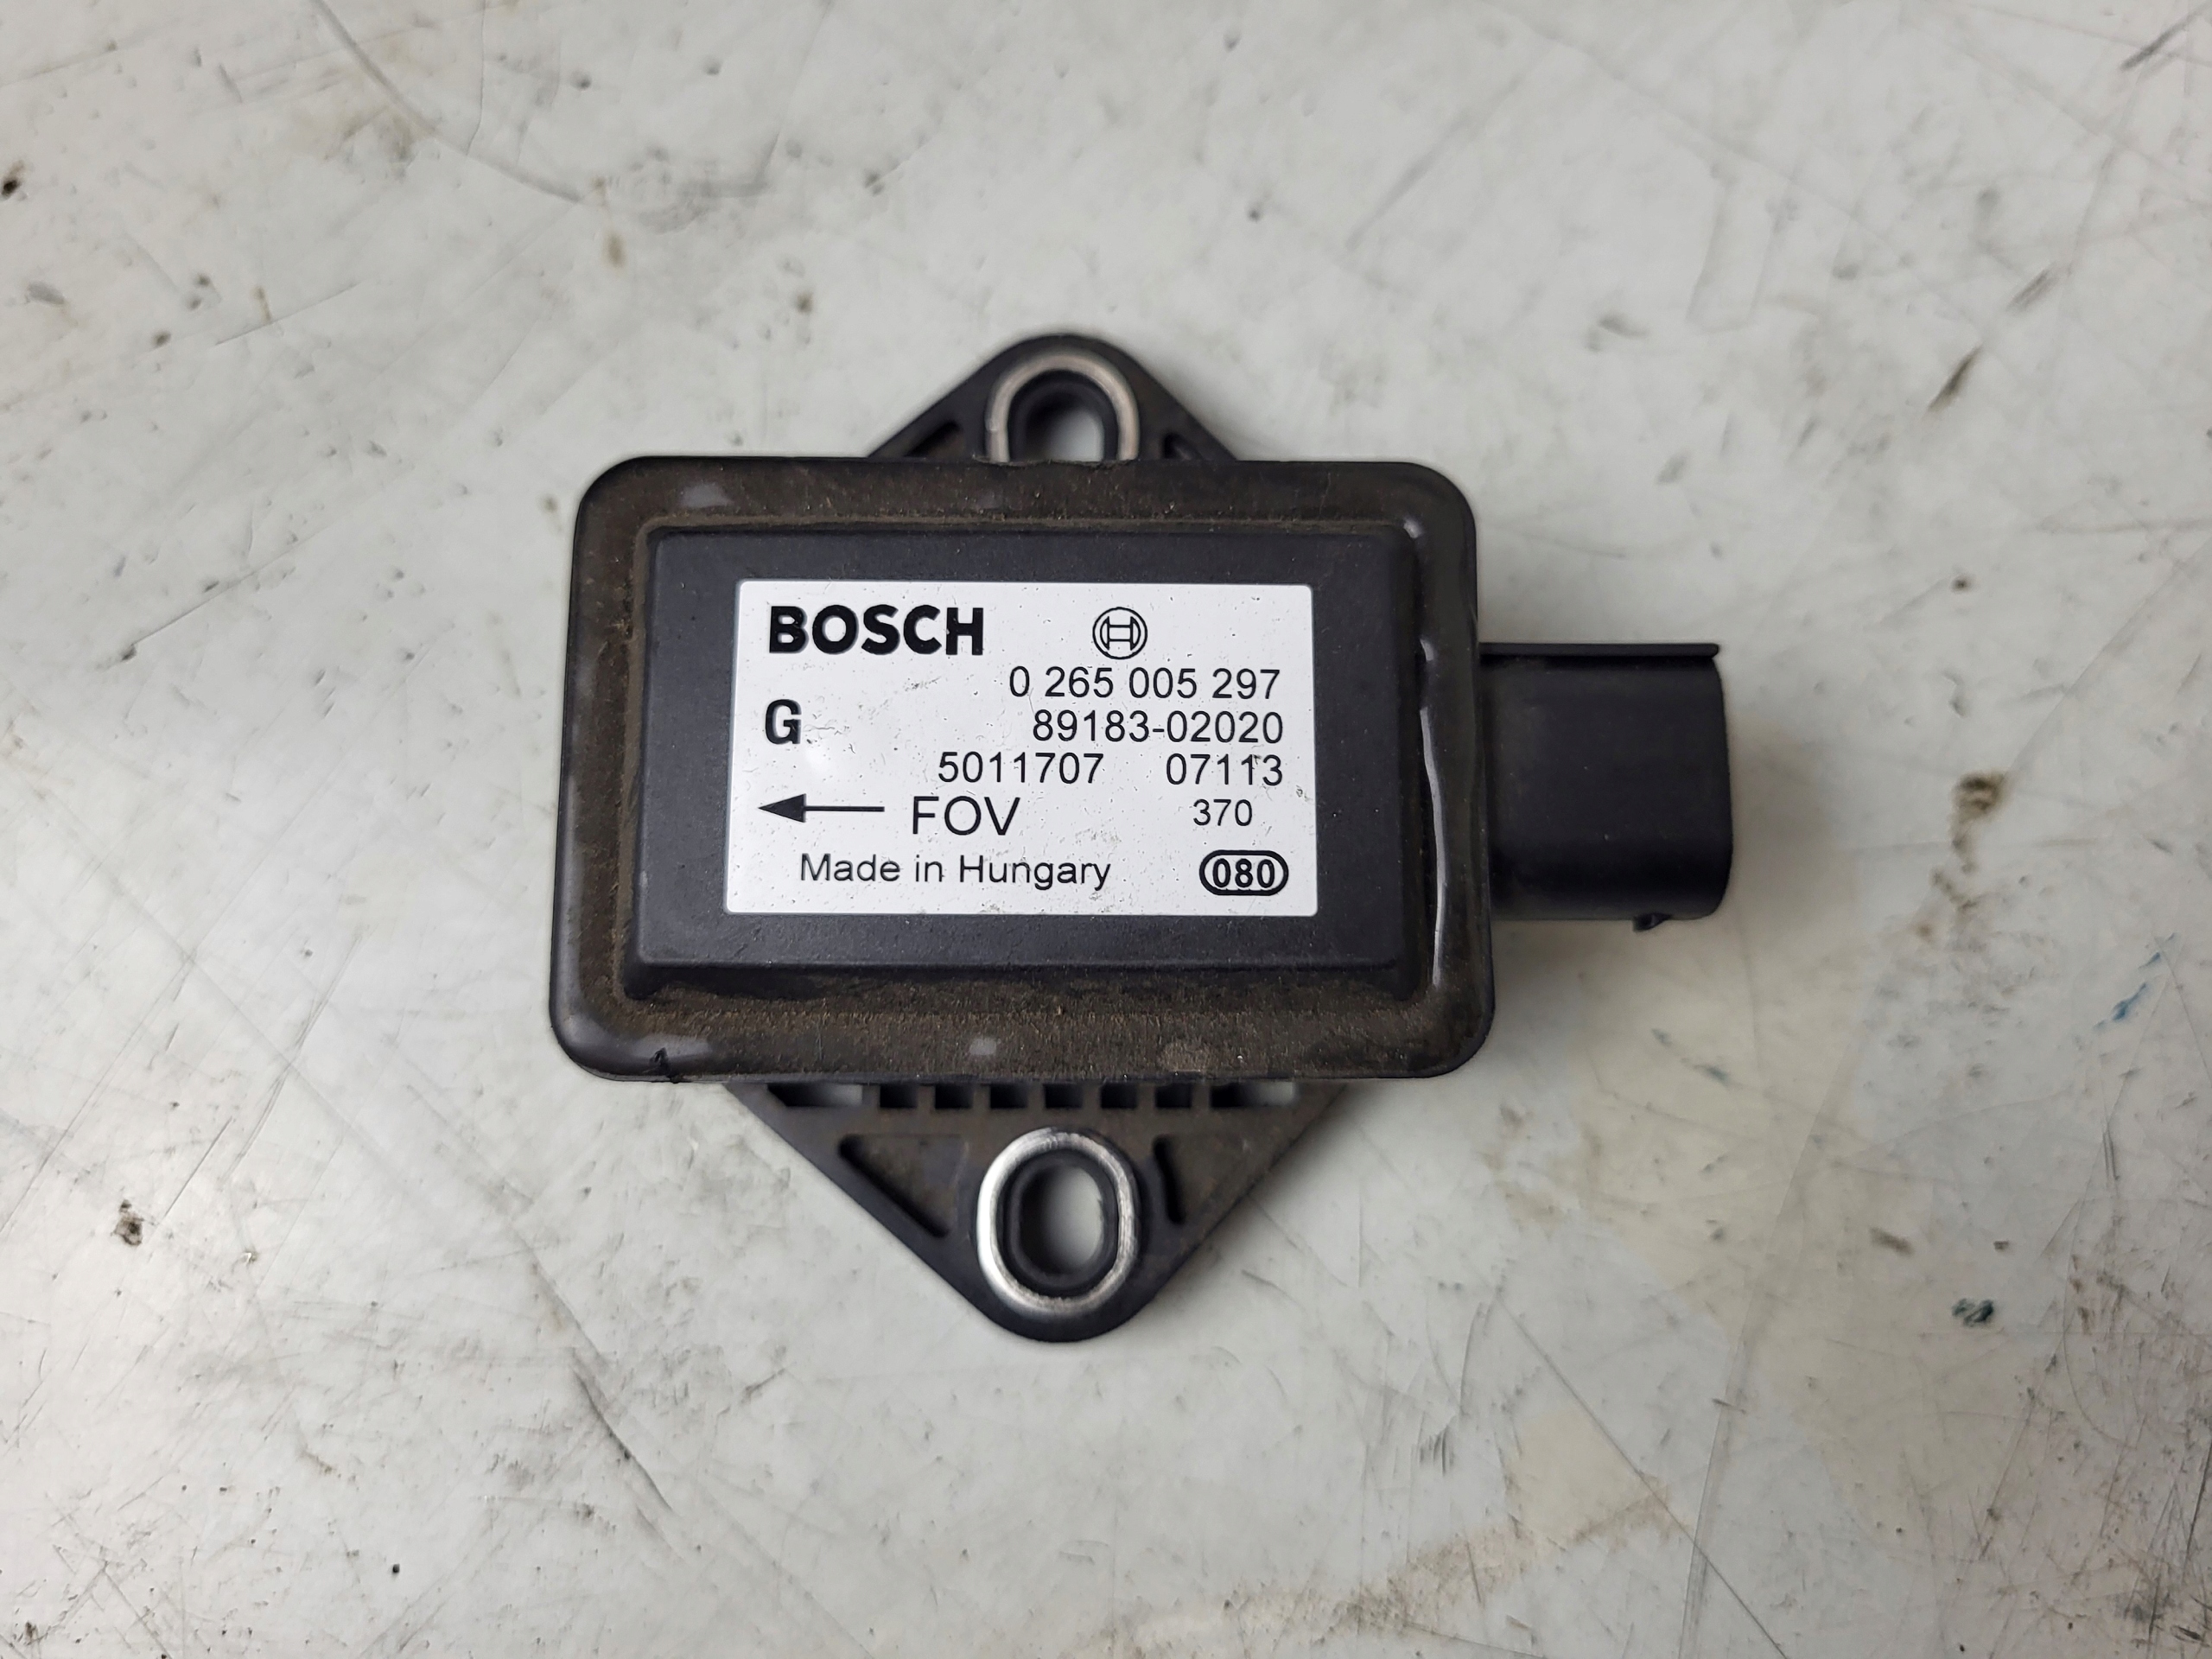 BOSCH
0 265 005 297
G 89183-02020
5011707 07113
FOV 370
Made in Hungary 080